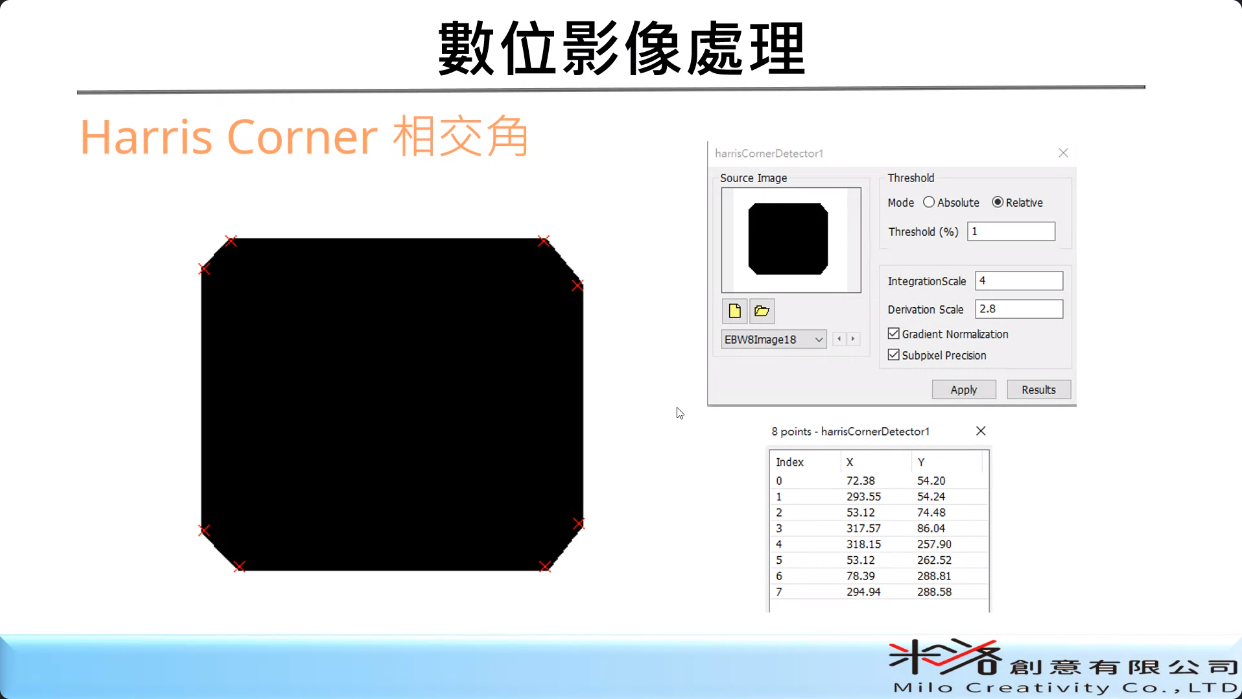 數位影像處理
Harris Corner 相交角
harrisCornerDetector1
Source Image
EBW8Image18
Threshold
Mode Absolute Relative
Threshold (%) 1
IntegrationScale 4
Derivation Scale 2.8
Gradient Normalization
Subpixel Precision
Apply Results
8 points - harrisCornerDetector1
Index X Y
0 72.38 54.20
1 293.55 54.24
2 53.12 74.48
3 317.57 86.04
4 318.15 257.90
5 53.12 262.52
6 78.39 288.81
7 294.94 288.58
米洛創意有限公司
Milo Creativity Co.,LTD